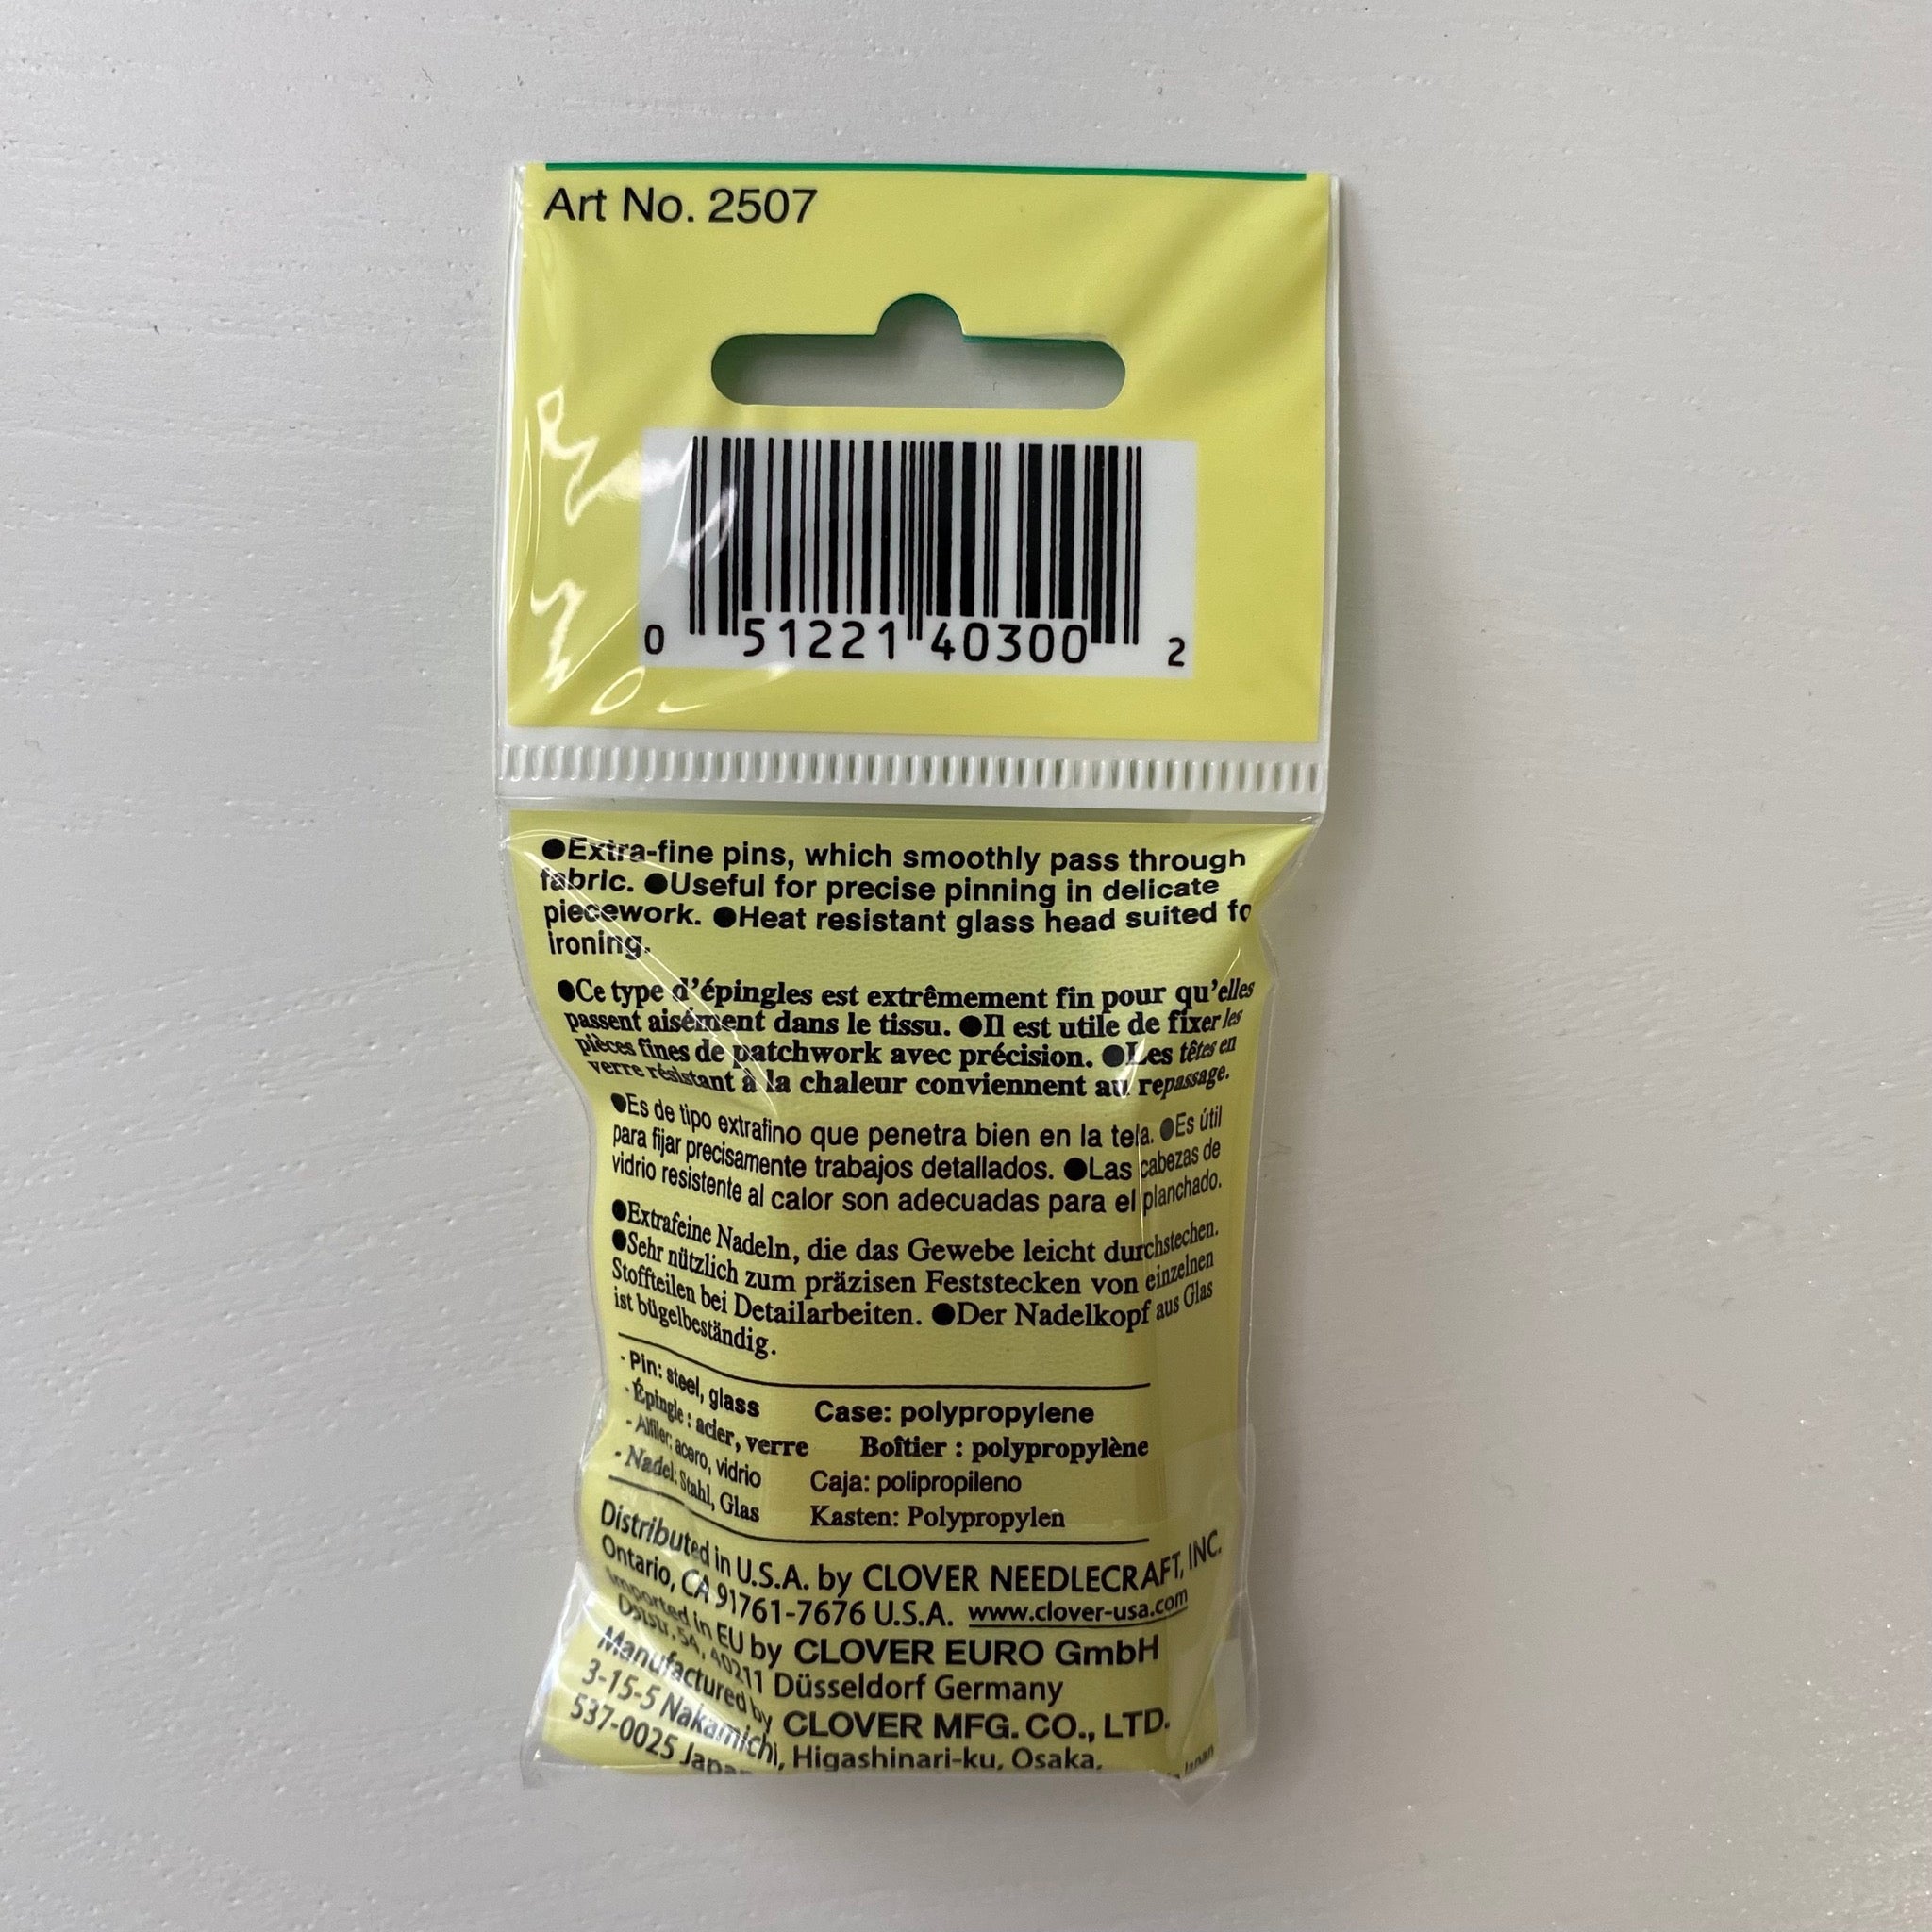 Art No. 2507
0 51221 40300 2
●Extra-fine pins, which smoothly pass through
fabric. ●Useful for precise pinning in delicate
piecework. ●Heat resistant glass head suited fo
ironing.
●Ce type d'épingles est extrêmement fin pour qu'elles
passent aisément dans le tissu. ●Il est utile de fixer les
pièces fines de patchwork avec précision. ●Les têtes en
verre résistant à la chaleur conviennent au repassage.
●Es de tipo extrafino que penetra bien en la tela. ●Es útil
para fijar precisamente trabajos detallados. ●Las cabezas de
vidrio resistente al calor son adecuadas para el planchado.
●Extrafeine Nadeln, die das Gewebe leicht durchstechen.
●Sehr nützlich zum präzisen Feststecken von einzelnen
Stoffteilen bei Detailarbeiten. ●Der Nadelkopf aus Glas
ist bügelbeständig.
- Pin: steel, glass Case: polypropylene
- Épingle : acier, verre Boîtier : polypropylène
- Alfiler: acero, vidrio Caja: polipropileno
- Nadel: Stahl, Glas Kasten: Polypropylen
Distributed in U.S.A. by CLOVER NEEDLECRAFT, INC.
Ontario, CA 91761-7676 U.S.A. www.clover-usa.com
Imported in EU by CLOVER EURO GmbH
Oststr. 54, 40211 Düsseldorf Germany
Manufactured by CLOVER MFG. CO., LTD.
3-15-5 Nakamichi, Higashinari-ku, Osaka,
537-0025 Japan
Japan